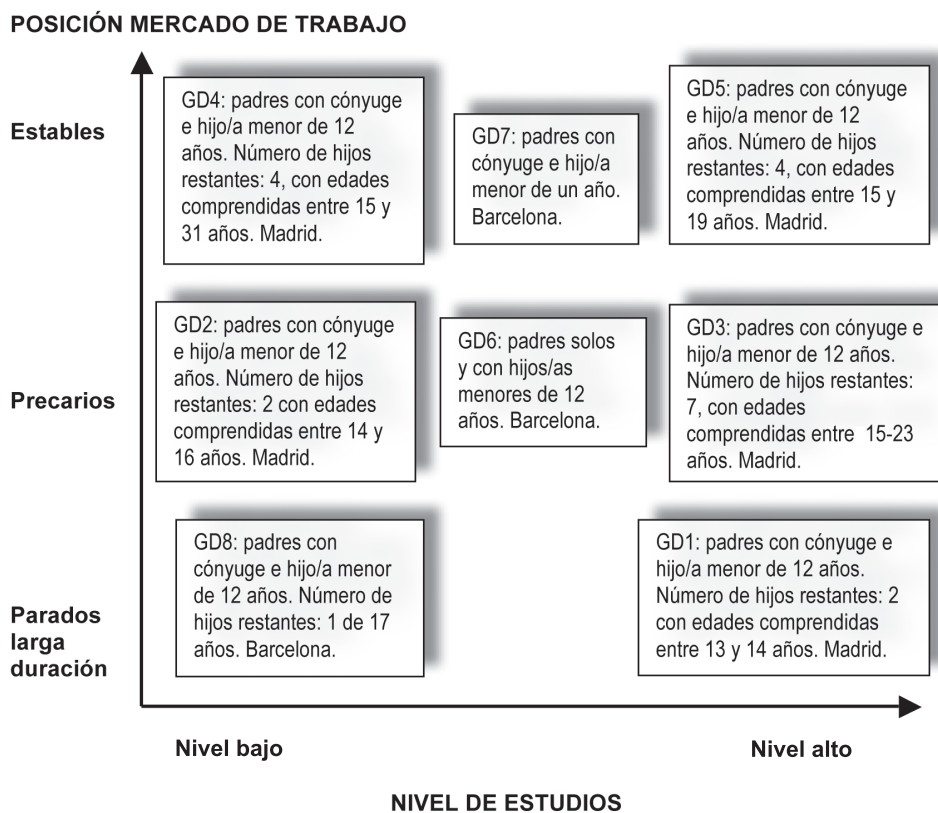 POSICIÓN MERCADO DE TRABAJO
Estables
GD4: padres con cónyuge
e hijo/a menor de 12
años. Número de hijos
restantes: 4, con edades
comprendidas entre 15 y
31 años. Madrid.
GD7: padres con
cónyuge e hijo/a
menor de un año.
Barcelona.
GD5: padres con cónyuge
e hijo/a menor de 12
años. Número de hijos
restantes: 4, con edades
comprendidas entre 15 y
19 años. Madrid.
Precarios
GD2: padres con cónyuge
e hijo/a menor de 12
años. Número de hijos
restantes: 2 con edades
comprendidas entre 14 y
16 años. Madrid.
GD6: padres solos
y con hijos/as
menores de 12
años. Barcelona.
GD3: padres con cónyuge e
hijo/a menor de 12 años.
Número de hijos restantes:
7, con edades
comprendidas entre 15-23
años. Madrid.
Parados
larga
duración
GD8: padres con
cónyuge e hijo/a menor
de 12 años. Número de
hijos restantes: 1 de 17
años. Barcelona.
GD1: padres con cónyuge e
hijo/a menor de 12 años.
Número de hijos restantes: 2
con edades comprendidas
entre 13 y 14 años. Madrid.
Nivel bajo
Nivel alto
NIVEL DE ESTUDIOS